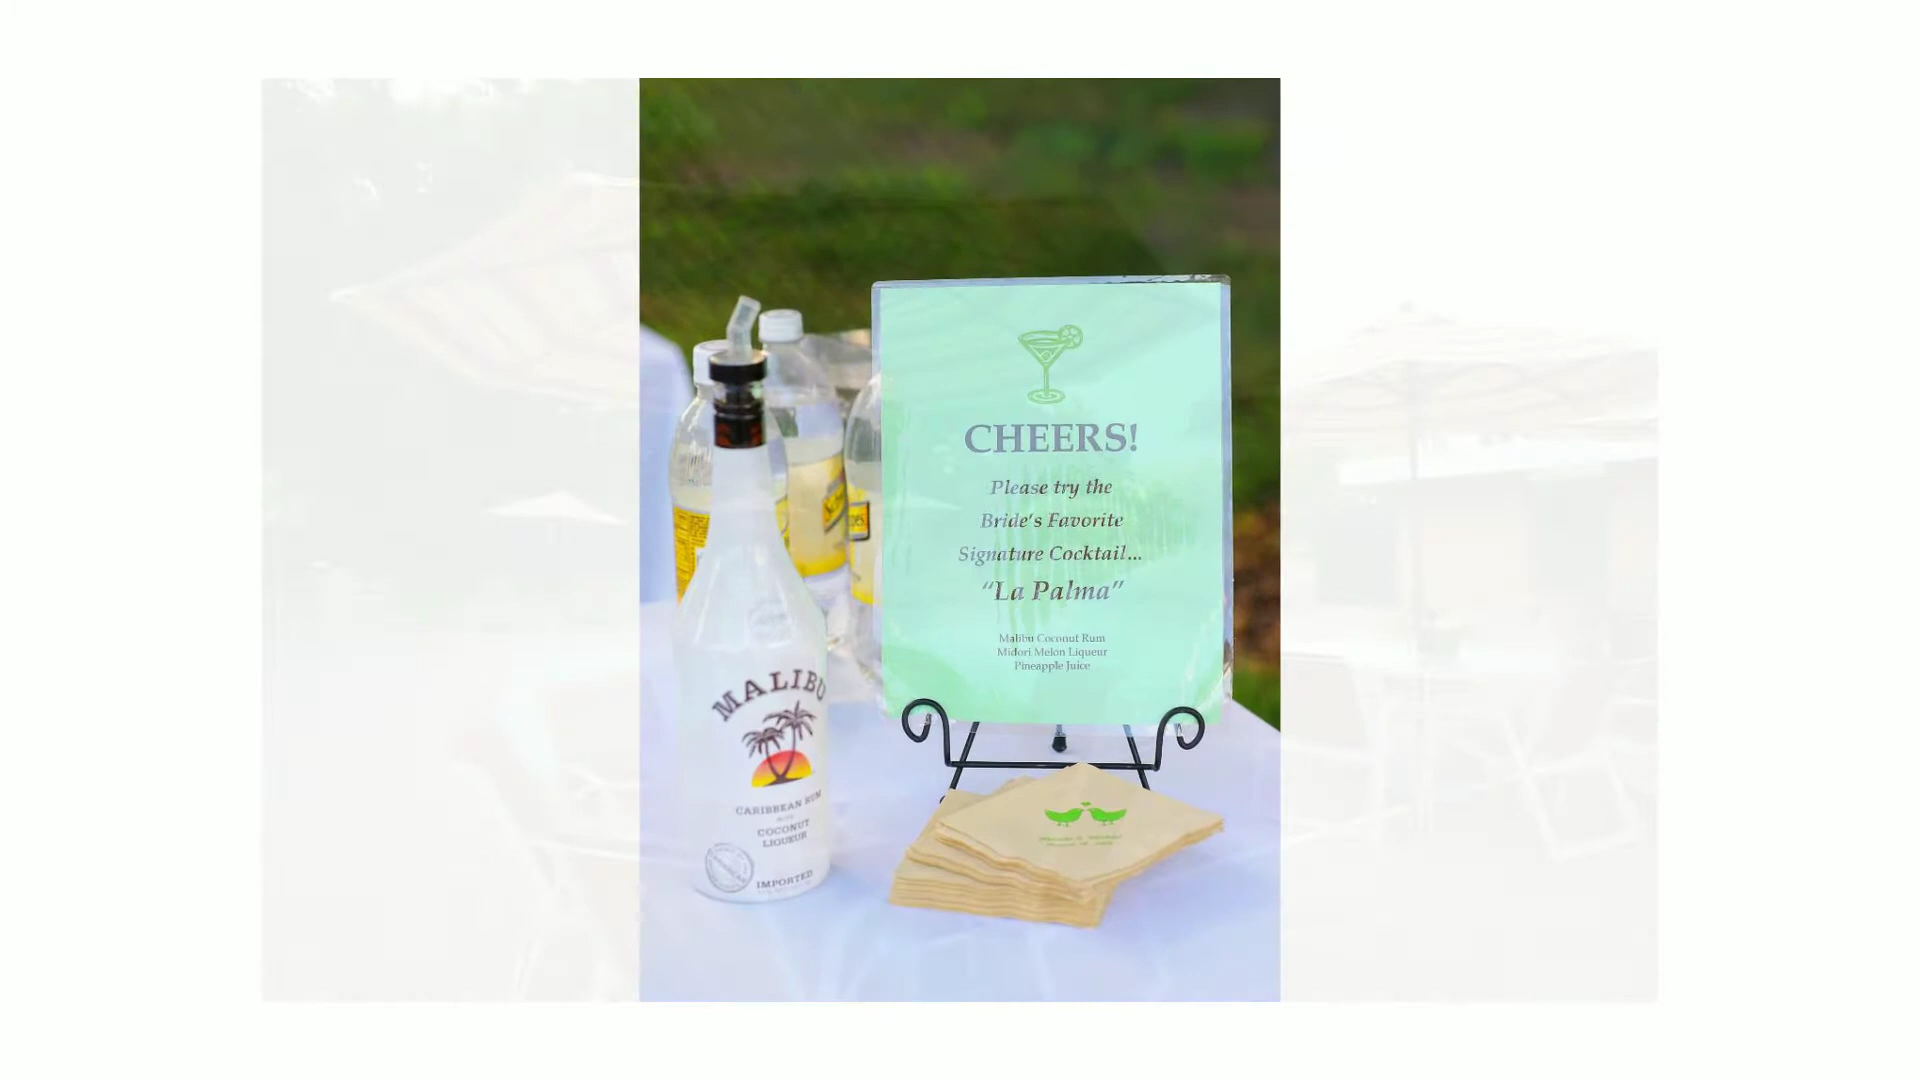 CHEERS!
Please try the
Bride's Favorite
Signature Cocktail...
"La Palma"
Malibu Coconut Rum
Midori Melon Liqueur
Pineapple Juice
MALIBU
CARIBBEAN RUM
WITH
COCONUT
LIQUEUR
IMPORTED